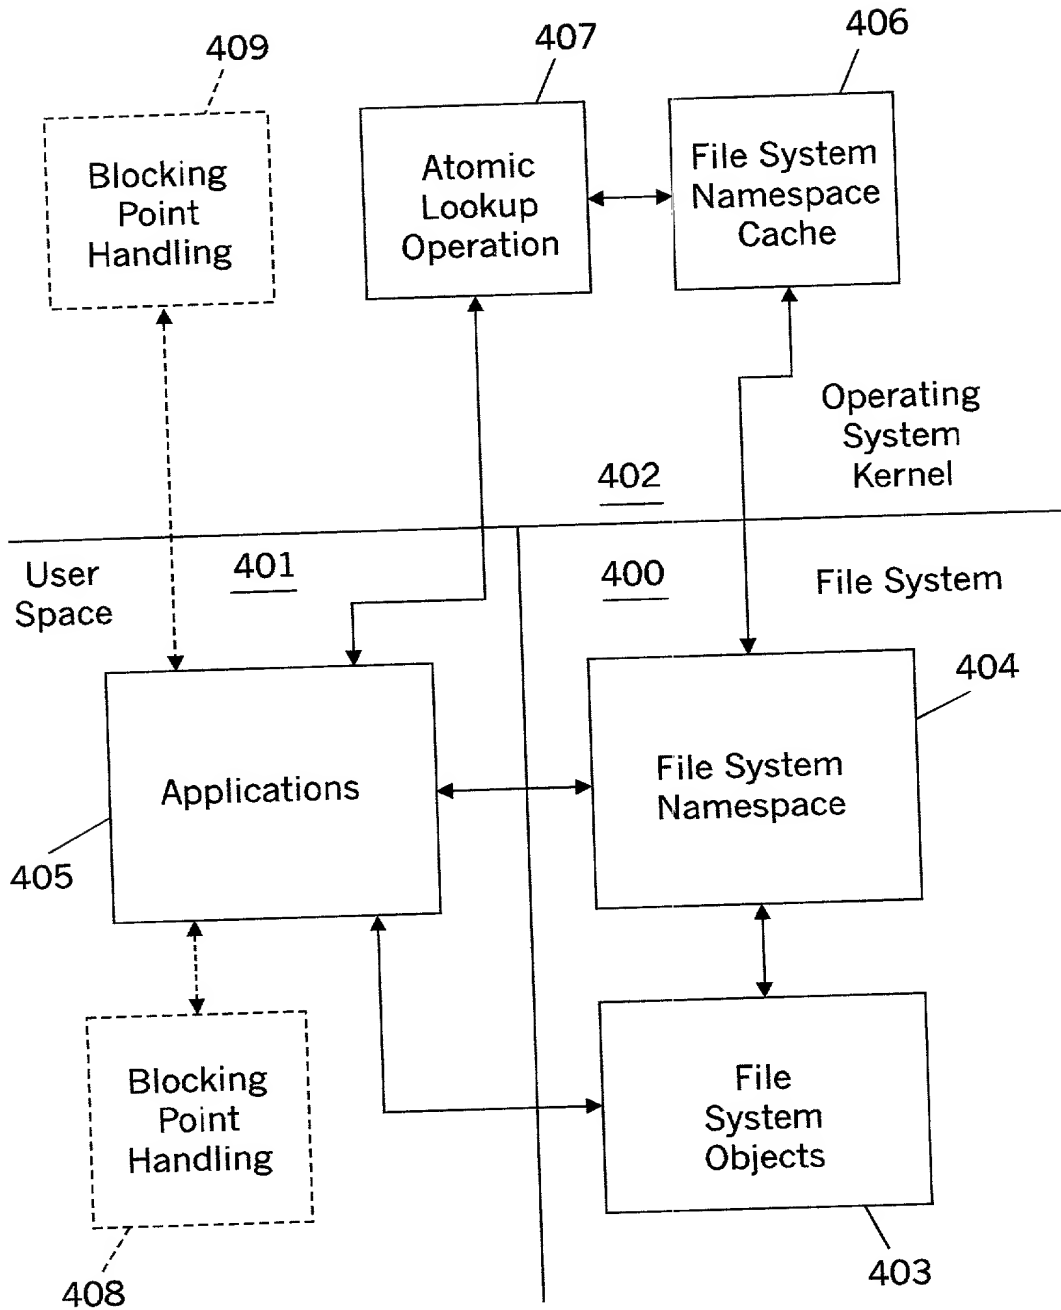 409
407
406
Blocking
Point
Handling
Atomic
Lookup
Operation
File System
Namespace
Cache
Operating
System
Kernel
402
User
Space
401
400
File System
404
Applications
File System
Namespace
405
Blocking
Point
Handling
File
System
Objects
408
403